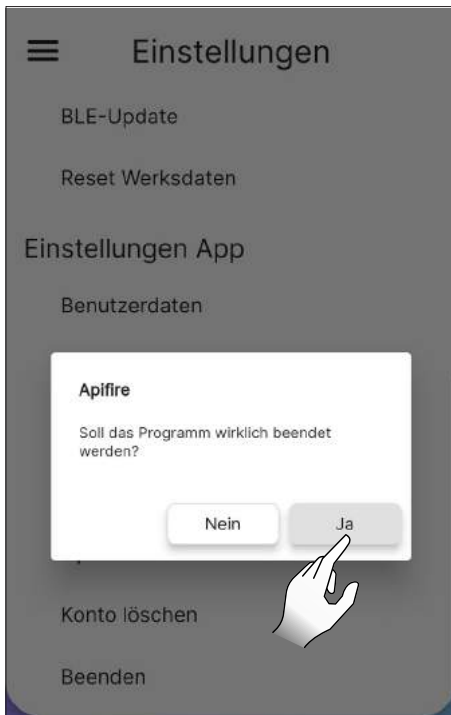 Einstellungen
BLE-Update
Reset Werksdaten
Einstellungen App
Benutzerdaten
Apifire
Soll das Programm wirklich beendet
werden?
Nein
Ja
Konto löschen
Beenden